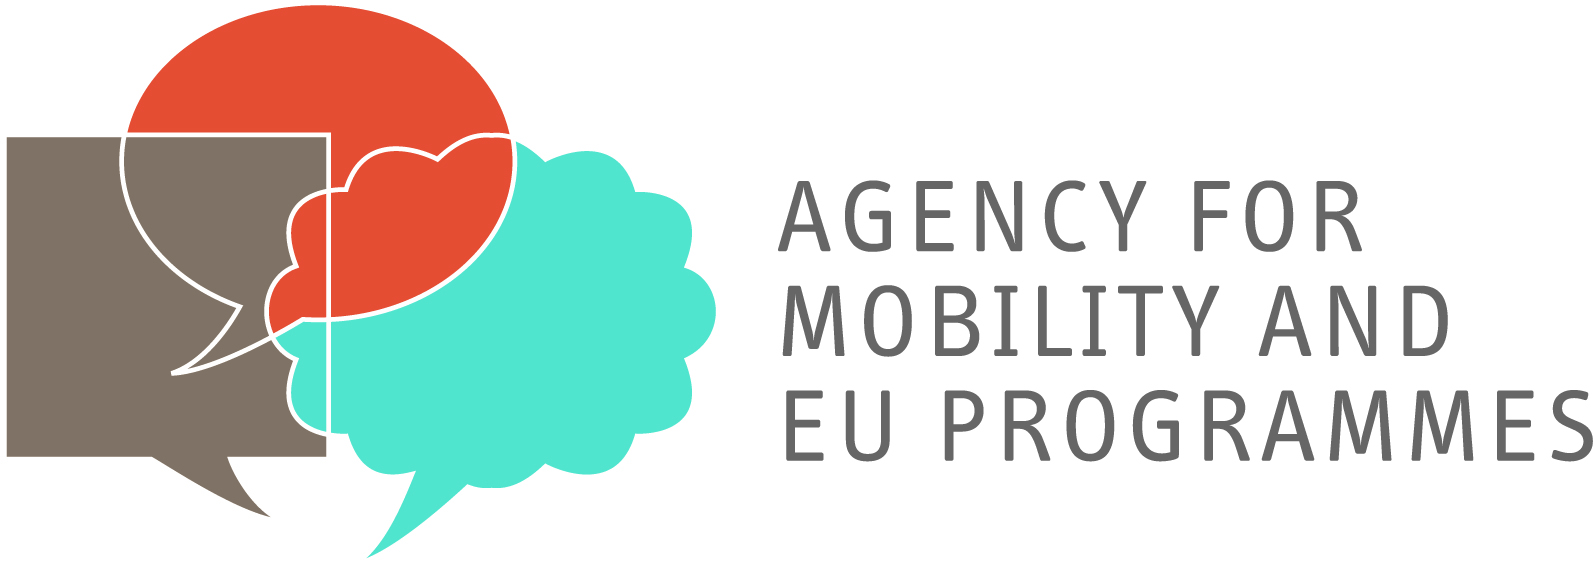 AGENCY FOR
MOBILITY AND
EU PROGRAMMES